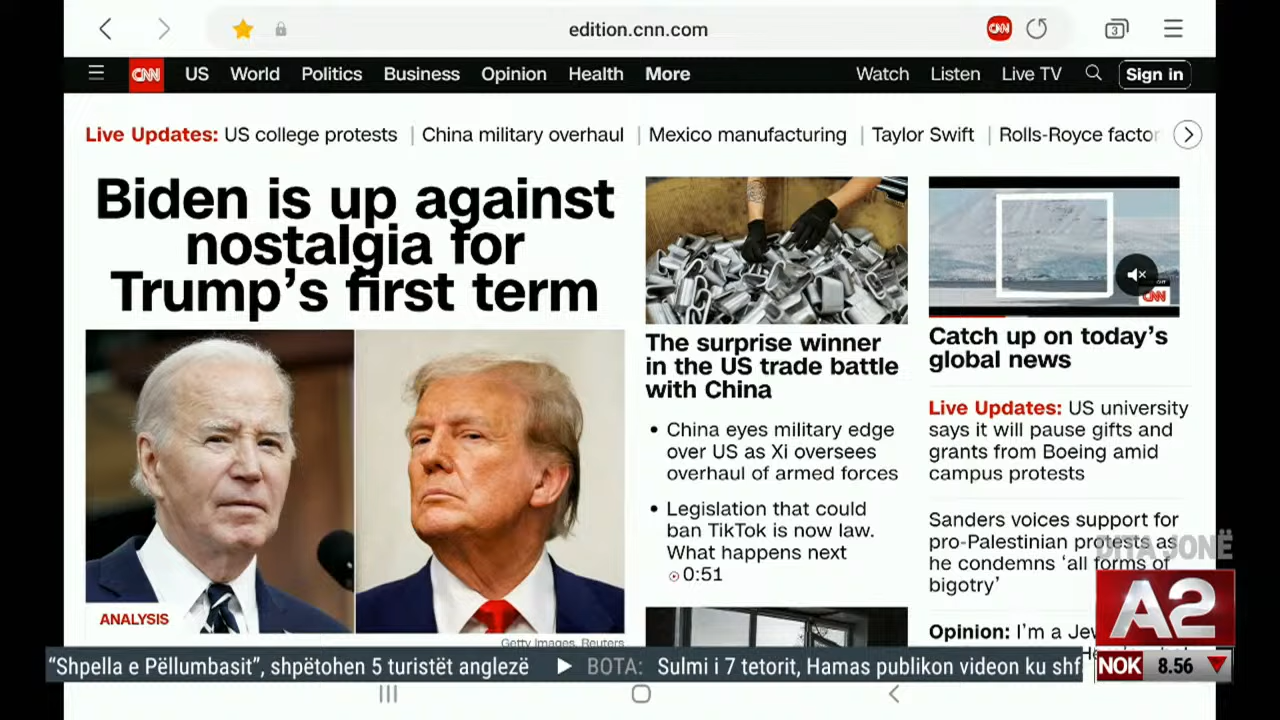 edition.cnn.com
CNN
3
CNN US World Politics Business Opinion Health More Watch Listen Live TV Sign in
Live Updates: US college protests | China military overhaul | Mexico manufacturing | Taylor Swift | Rolls-Royce factor
Biden is up against
nostalgia for
Trump's first term
ANALYSIS
Getty Images, Reuters
The surprise winner
in the US trade battle
with China
• China eyes military edge
over US as Xi oversees
overhaul of armed forces
• Legislation that could
ban TikTok is now law.
What happens next
0:51
CNN
Catch up on today's
global news
Live Updates: US university
says it will pause gifts and
grants from Boeing amid
campus protests
Sanders voices support for
pro-Palestinian protests as
he condemns 'all forms of
bigotry'
Opinion: I'm a Jew
DITA JONË
A2
“Shpella e Pëllumbasit”, shpëtohen 5 turistët anglezë ▶ BOTA: Sulmi i 7 tetorit, Hamas publikon videon ku shf
NOK 8.56